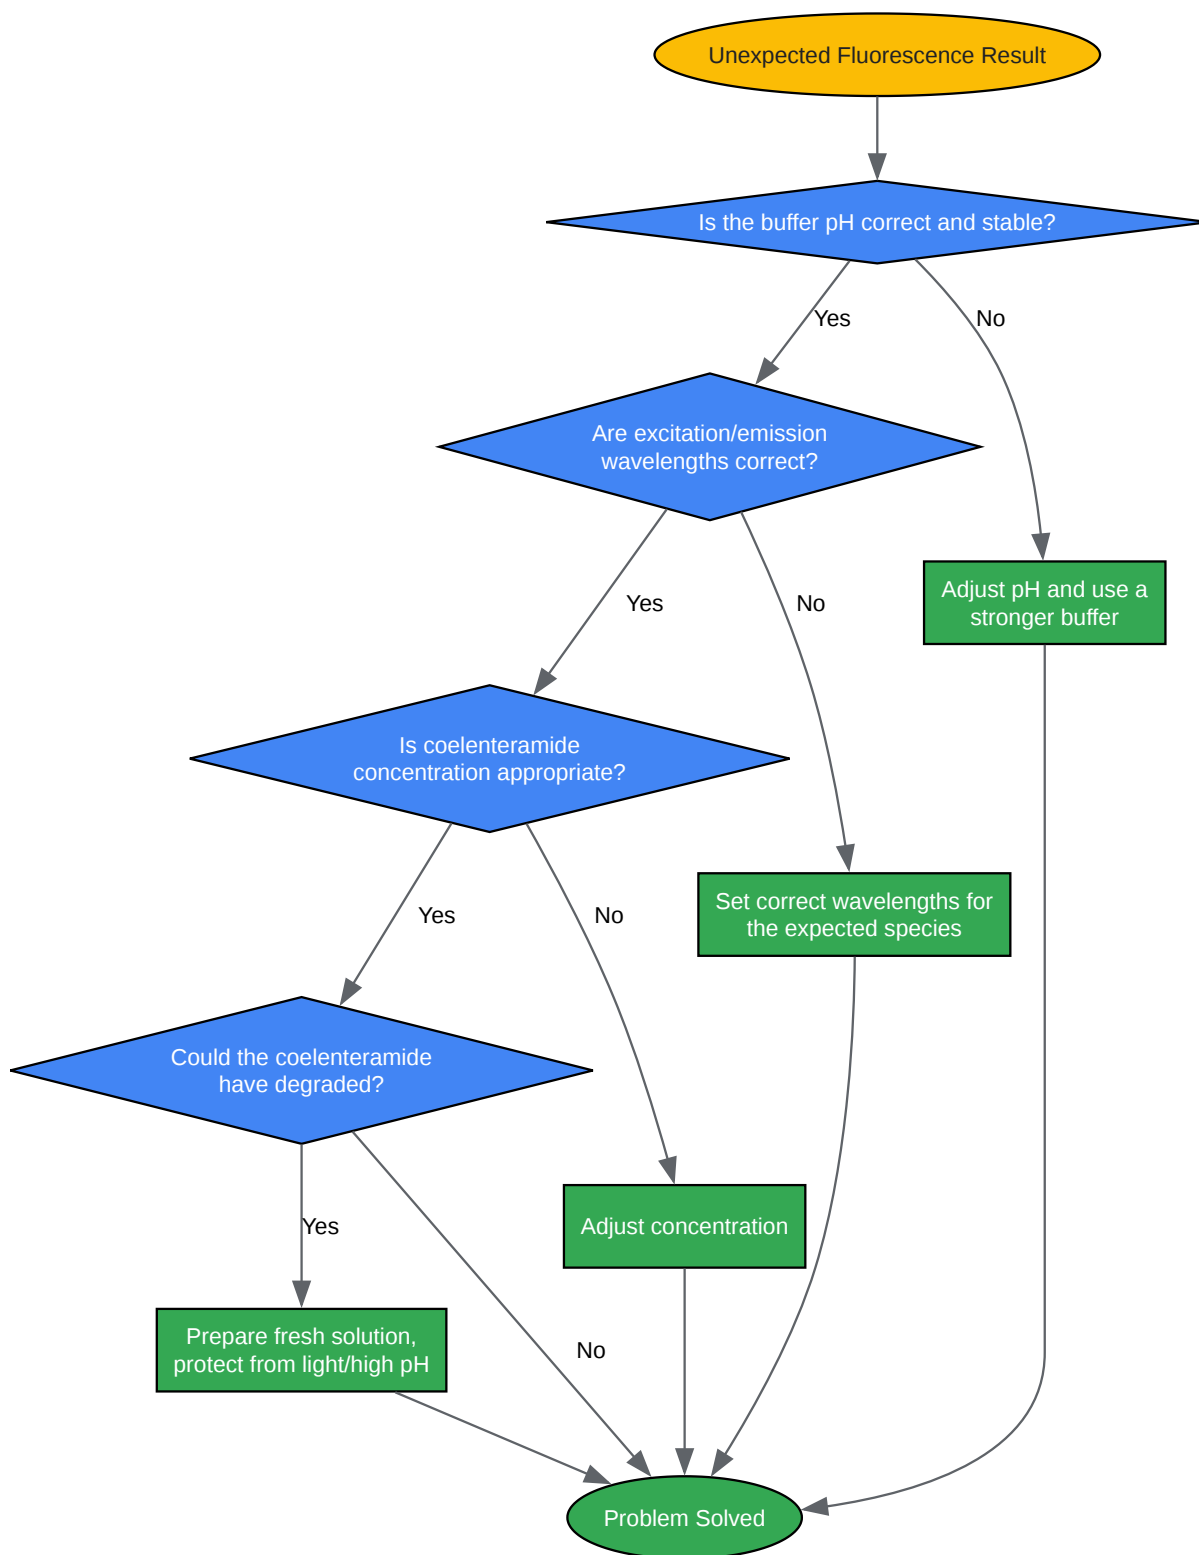 Unexpected Fluorescence Result
Is the buffer pH correct and stable?
Yes
No
Are excitation/emission
wavelengths correct?
Adjust pH and use a
stronger buffer
Yes
No
Is coelenteramide
concentration appropriate?
Set correct wavelengths for
the expected species
Yes
No
Could the coelenteramide
have degraded?
Adjust concentration
Yes
No
Prepare fresh solution,
protect from light/high pH
Problem Solved